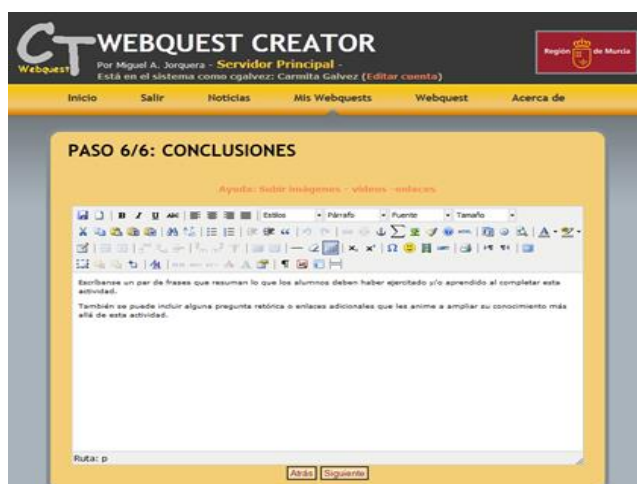 CT WEBQUEST CREATOR
Webquest
Por Miguel A. Jorquera - Servidor Principal -
Está en el sistema como cgalvez: Carmita Galvez (Editar cuenta)
Región de Murcia
Inicio Salir Noticias Mis Webquests Webquest Acerca de
PASO 6/6: CONCLUSIONES
Ayuda: Subir imágenes - videos -enlaces
Estilos Párrafo Fuente Tamaño
Escríbanse un par de frases que resuman lo que los alumnos deben haber ejercitado y/o aprendido al completar esta
actividad.
También se puede incluir alguna pregunta retórica o enlaces adicionales que les anime a ampliar su conocimiento más
allá de esta actividad.
Ruta: p
Atrás Siguiente